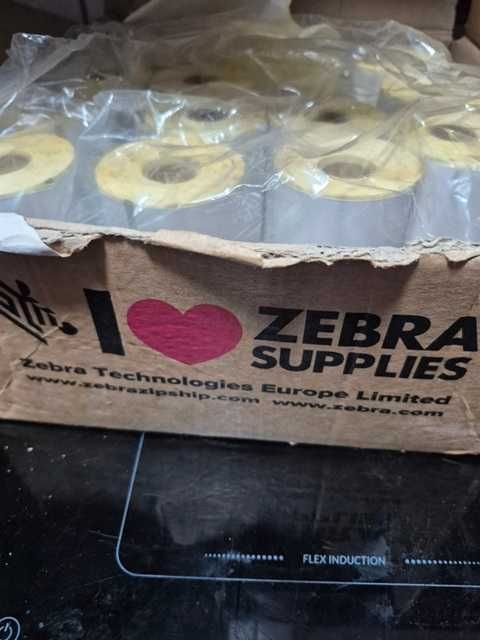 I ZEBRA
SUPPLIES
Zebra Technologies Europe Limited
www.zebrazipship.com www.zebra.com
FLEX INDUCTION